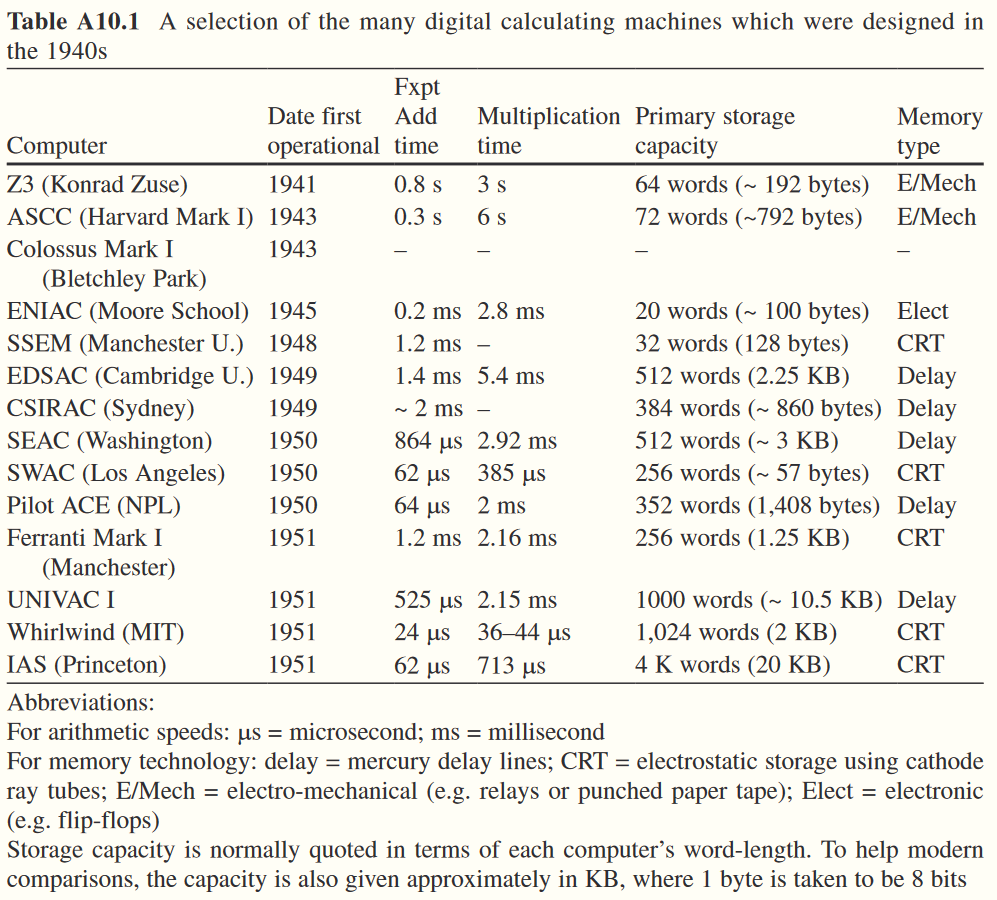 Table A10.1 A selection of the many digital calculating machines which were designed in
the 1940s
Computer Date first operational Fxpt Add time Multiplication time Primary storage capacity Memory type
Z3 (Konrad Zuse) 1941 0.8 s 3 s 64 words (~ 192 bytes) E/Mech
ASCC (Harvard Mark I) 1943 0.3 s 6 s 72 words (~792 bytes) E/Mech
Colossus Mark I 1943 – – – –
(Bletchley Park)
ENIAC (Moore School) 1945 0.2 ms 2.8 ms 20 words (~ 100 bytes) Elect
SSEM (Manchester U.) 1948 1.2 ms – 32 words (128 bytes) CRT
EDSAC (Cambridge U.) 1949 1.4 ms 5.4 ms 512 words (2.25 KB) Delay
CSIRAC (Sydney) 1949 ~ 2 ms – 384 words (~ 860 bytes) Delay
SEAC (Washington) 1950 864 μs 2.92 ms 512 words (~ 3 KB) Delay
SWAC (Los Angeles) 1950 62 μs 385 μs 256 words (~ 57 bytes) CRT
Pilot ACE (NPL) 1950 64 μs 2 ms 352 words (1,408 bytes) Delay
Ferranti Mark I 1951 1.2 ms 2.16 ms 256 words (1.25 KB) CRT
(Manchester)
UNIVAC I 1951 525 μs 2.15 ms 1000 words (~ 10.5 KB) Delay
Whirlwind (MIT) 1951 24 μs 36–44 μs 1,024 words (2 KB) CRT
IAS (Princeton) 1951 62 μs 713 μs 4 K words (20 KB) CRT
Abbreviations:
For arithmetic speeds: μs = microsecond; ms = millisecond
For memory technology: delay = mercury delay lines; CRT = electrostatic storage using cathode
ray tubes; E/Mech = electro-mechanical (e.g. relays or punched paper tape); Elect = electronic
(e.g. flip-flops)
Storage capacity is normally quoted in terms of each computer’s word-length. To help modern
comparisons, the capacity is also given approximately in KB, where 1 byte is taken to be 8 bits